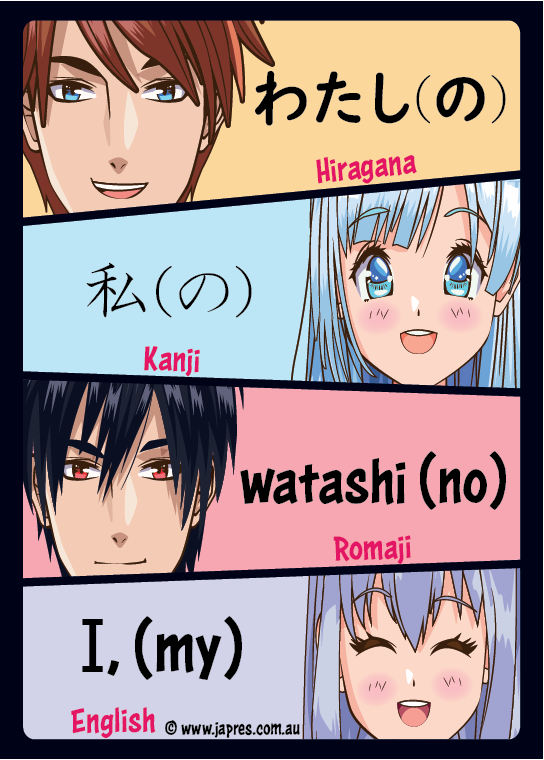 わたし(の)
Hiragana
私(の)
Kanji
watashi (no)
Romaji
I, (my)
English © www.japres.com.au